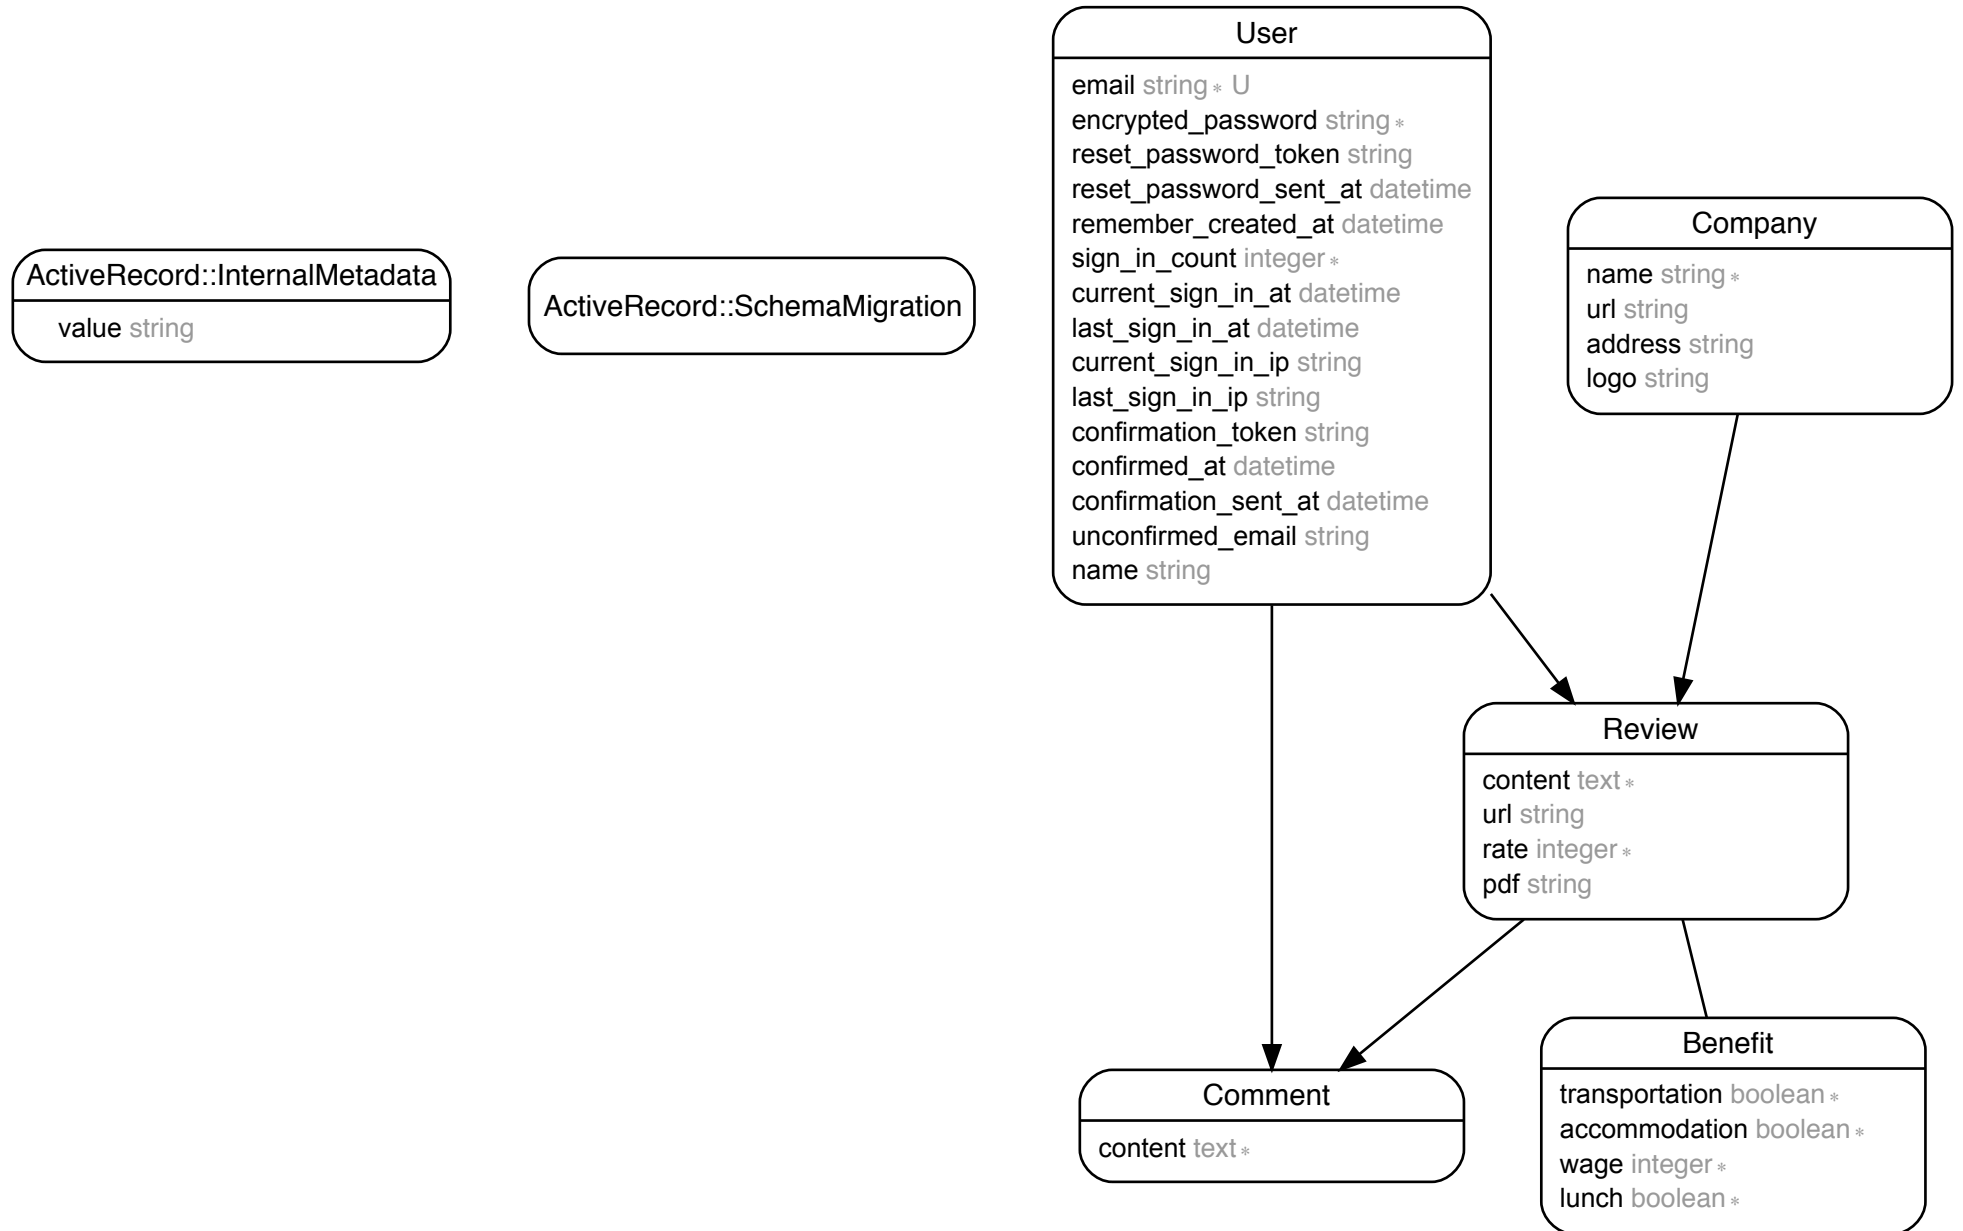 ActiveRecord::InternalMetadata
value string
ActiveRecord::SchemaMigration
User
email string∗ U
encrypted_password string∗
reset_password_token string
reset_password_sent_at datetime
remember_created_at datetime
sign_in_count integer∗
current_sign_in_at datetime
last_sign_in_at datetime
current_sign_in_ip string
last_sign_in_ip string
confirmation_token string
confirmed_at datetime
confirmation_sent_at datetime
unconfirmed_email string
name string
Company
name string∗
url string
address string
logo string
Review
content text∗
url string
rate integer∗
pdf string
Comment
content text∗
Benefit
transportation boolean∗
accommodation boolean∗
wage integer∗
lunch boolean∗